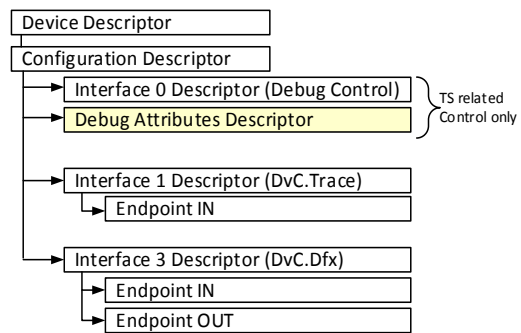 Device Descriptor
Configuration Descriptor
Interface 0 Descriptor (Debug Control)
Debug Attributes Descriptor
TS related
Control only
Interface 1 Descriptor (DvC.Trace)
Endpoint IN
Interface 3 Descriptor (DvC.Dfx)
Endpoint IN
Endpoint OUT